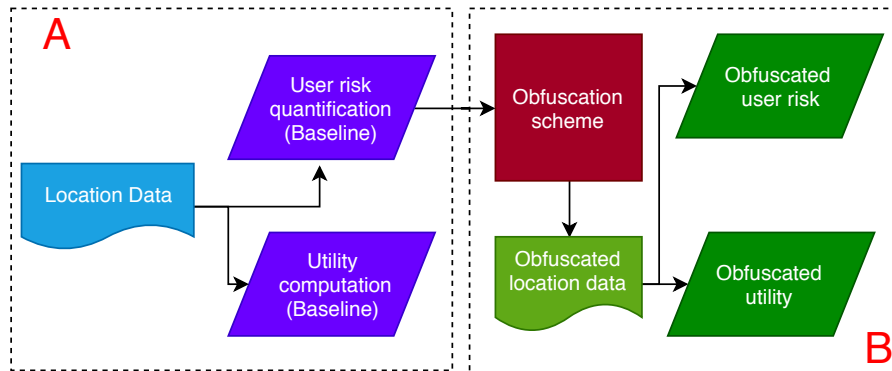 A
Location Data
User risk
quantification
(Baseline)
Utility
computation
(Baseline)
Obfuscation
scheme
Obfuscated
location data
Obfuscated
user risk
Obfuscated
utility
B